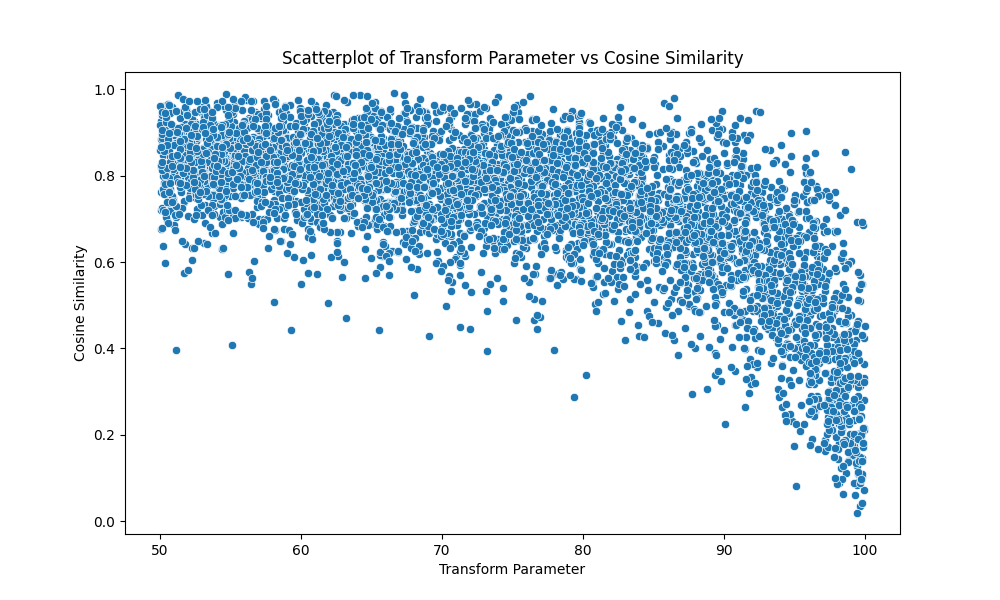 Scatterplot of Transform Parameter vs Cosine Similarity
1.0
0.8
0.6
0.4
0.2
0.0
Cosine Similarity
50 60 70 80 90 100
Transform Parameter